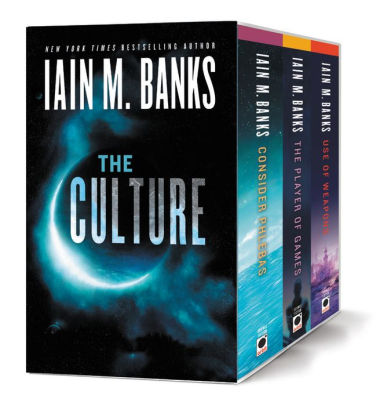 NEW YORK TIMES BESTSELLING AUTHOR
IAIN M. BANKS
THE
CULTURE
IAIN M. BANKS
CONSIDER PHLEBAS
IAIN M. BANKS
THE PLAYER OF GAMES
IAIN M. BANKS
USE OF WEAPONS